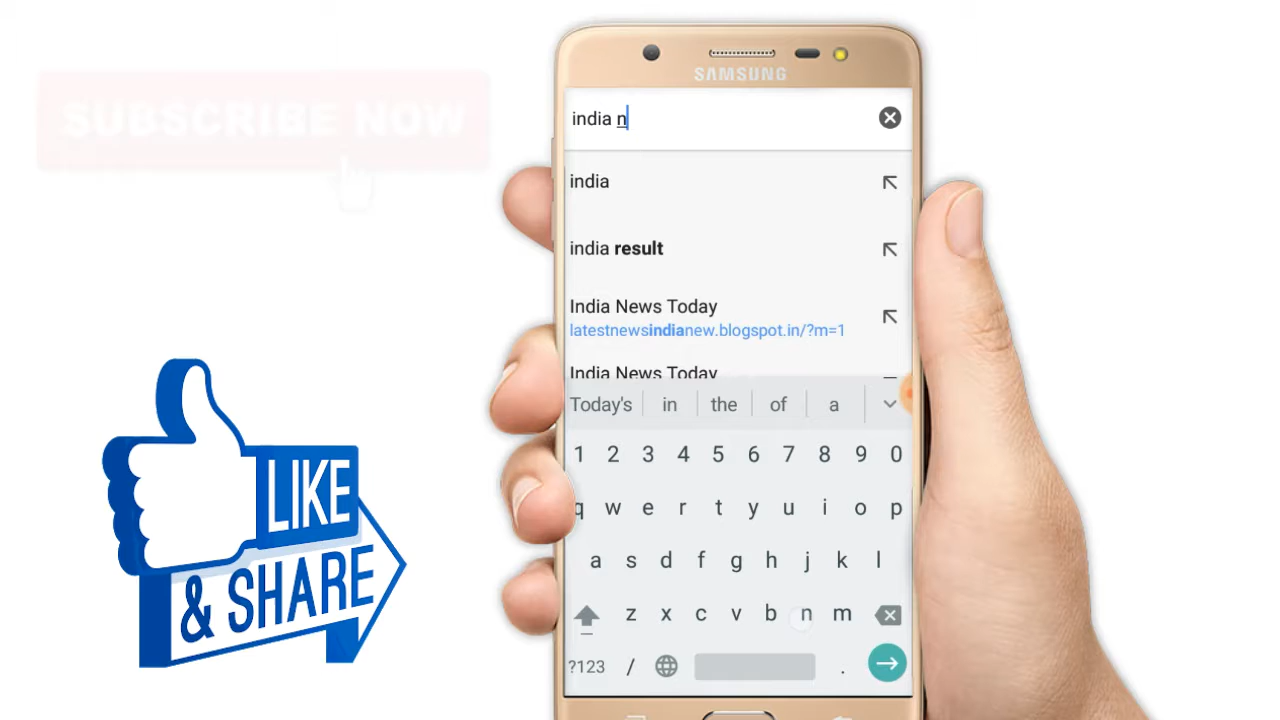 SUBSCRIBE NOW
SAMSUNG
india n
india
india result
India News Today
latestnewsindianew.blogspot.in/?m=1
India News Today
Today's in the of a
1 2 3 4 5 6 7 8 9 0
q w e r t y u i o p
a s d f g h j k l
z x c v b n m
?123 / .
LIKE
& SHARE